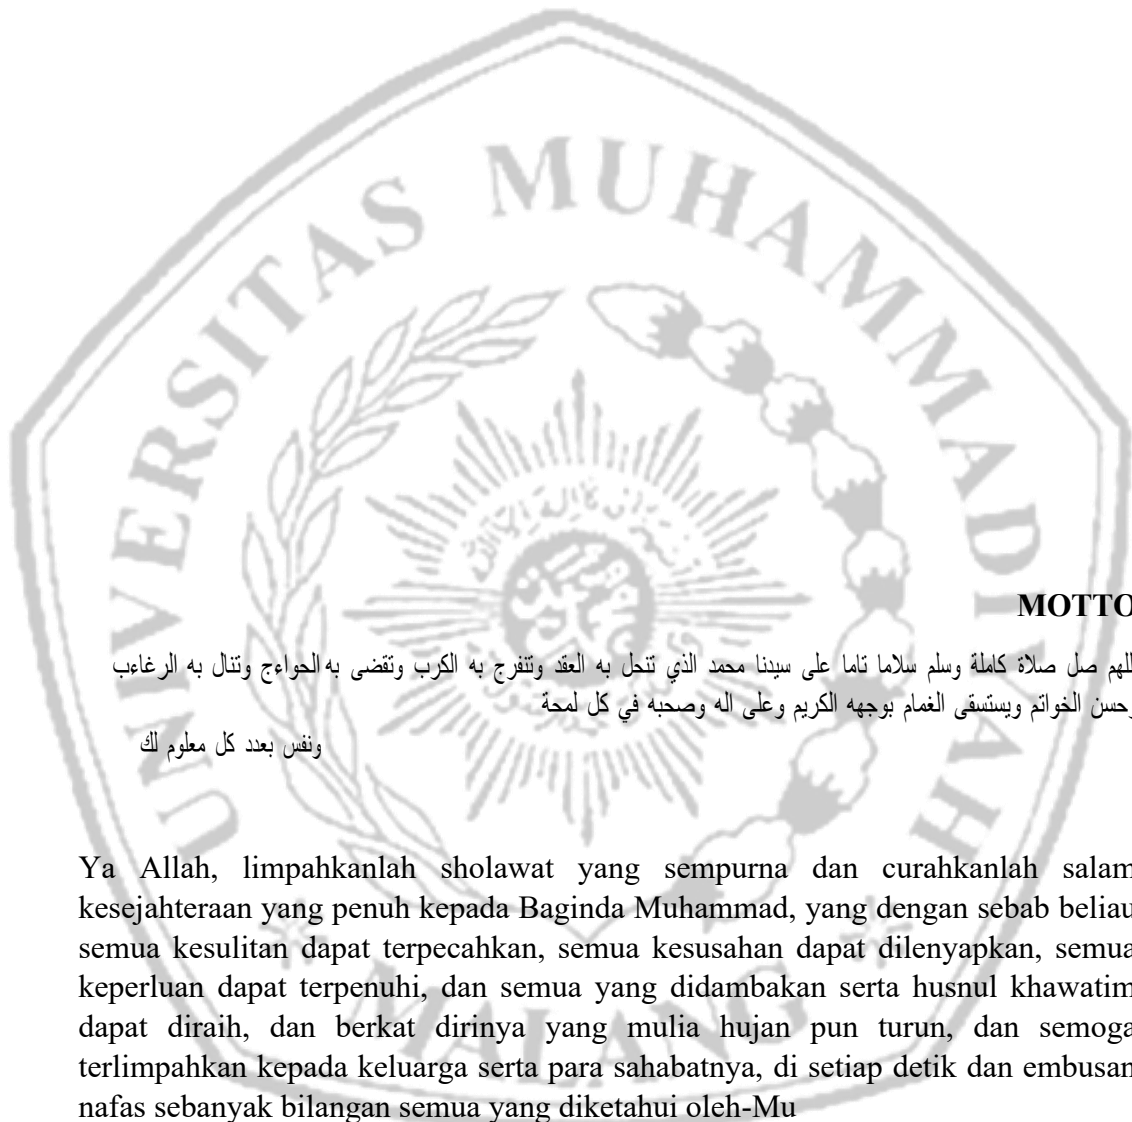 UNIVERSITAS MUHAMMADIYAH
MALANG
MOTTO
للهم صل صلاة كاملة وسلم سلاما تاما على سيدنا محمد الذي تنحل به العقد وتنفرج به الكرب وتقضى به الحواءج وتنال به الرغاءب
وحسن الخواتم ويستسقى الغمام بوجهه الكريم وعلى اله وصحبه في كل لمحة
ونفس بعدد كل معلوم لك
Ya Allah, limpahkanlah sholawat yang sempurna dan curahkanlah salam
kesejahteraan yang penuh kepada Baginda Muhammad, yang dengan sebab beliau
semua kesulitan dapat terpecahkan, semua kesusahan dapat dilenyapkan, semua
keperluan dapat terpenuhi, dan semua yang didambakan serta husnul khawatim
dapat diraih, dan berkat dirinya yang mulia hujan pun turun, dan semoga
terlimpahkan kepada keluarga serta para sahabatnya, di setiap detik dan embusan
nafas sebanyak bilangan semua yang diketahui oleh-Mu